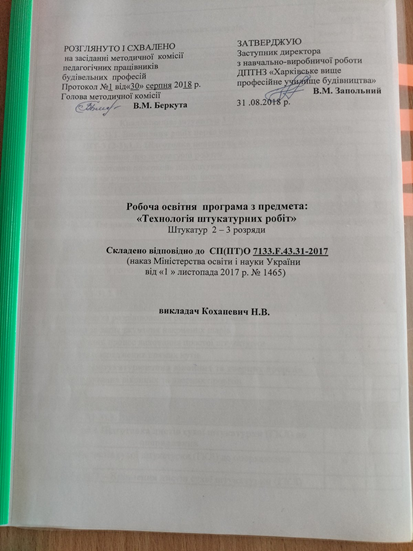 РОЗГЛЯНУТО І СХВАЛЕНО
на засіданні методичної комісії
педагогічних працівників
будівельних професій
Протокол №1 від«30» серпня 2018 р.
Голова методичної комісії
В.М. Беркута
ЗАТВЕРДЖУЮ
Заступник директора
з навчально-виробничої роботи
ДПТНЗ «Харківське вище
професійне училище будівництва»
В.М. Запольний
31 .08.2018 р.
Робоча освітня програма з предмета:
«Технологія штукатурних робіт»
Штукатур 2 – 3 розряди
Складено відповідно до СП(ПТ)О 7133.F.43.31-2017
(наказ Міністерства освіти і науки України
від «1 » листопада 2017 р. № 1465)
викладач Кохапевич Н.В.